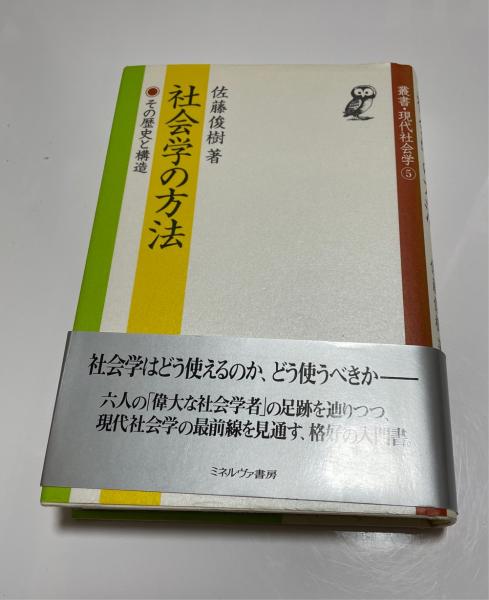 叢書・現代社会学⑤
佐藤俊樹 著
社会学の方法
●その歴史と構造
社会学はどう使えるのか、どう使うべきか――
六人の「偉大な社会学者」の足跡を辿りつつ、
現代社会学の最前線を見通す、格好の入門書。
ミネルヴァ書房